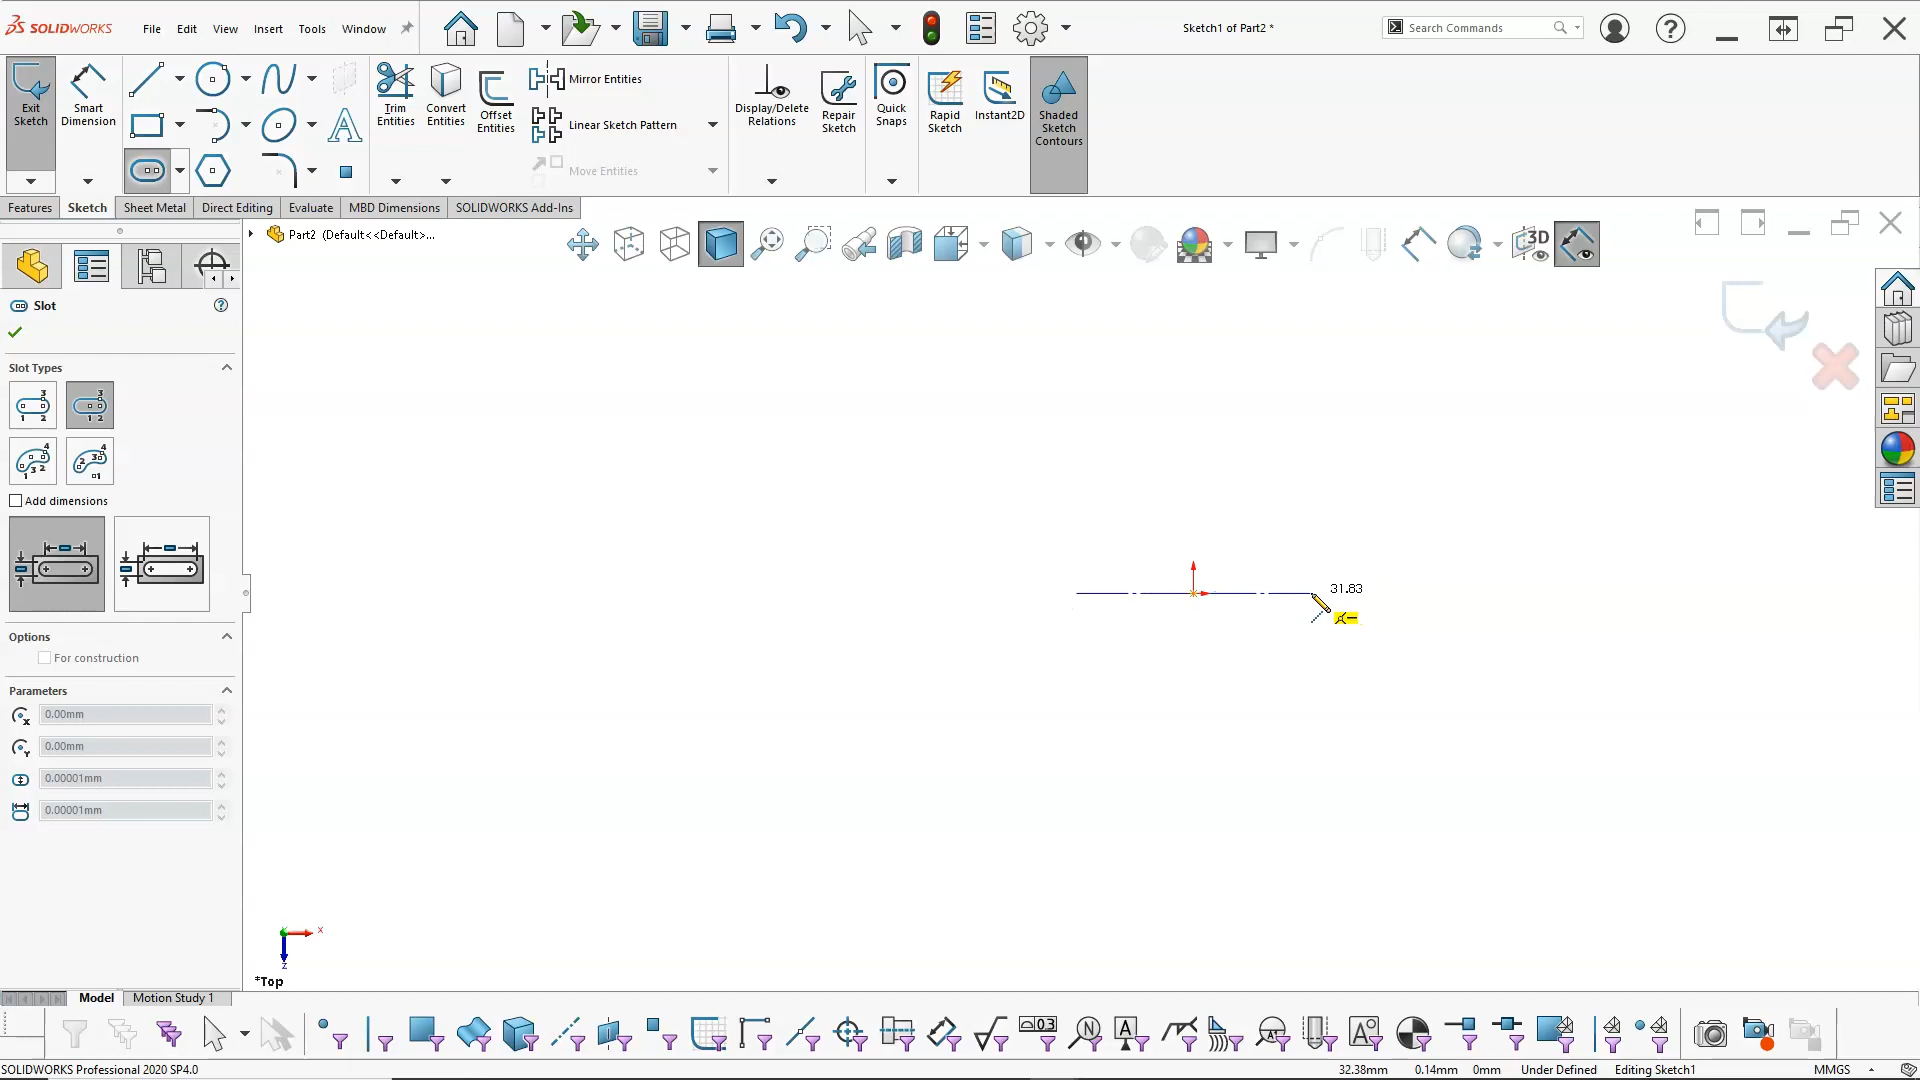 SOLIDWORKS
File Edit View Insert Tools Window
Sketch1 of Part2 *
Search Commands
Exit Sketch
Smart Dimension
Trim Entities
Convert Entities
Offset Entities
Mirror Entities
Linear Sketch Pattern
Move Entities
Display/Delete Relations
Repair Sketch
Quick Snaps
Rapid Sketch
Instant2D
Shaded Sketch Contours
Features Sketch Sheet Metal Direct Editing Evaluate MBD Dimensions SOLIDWORKS Add-Ins
Part2 (Default<<Default>...
Slot
Slot Types
Add dimensions
Options
For construction
Parameters
0.00mm
0.00mm
0.00001mm
0.00001mm
31.83
x
z
*Top
Model Motion Study 1
SOLIDWORKS Professional 2020 SP4.0
32.38mm 0.14mm 0mm Under Defined Editing Sketch1 MMGS